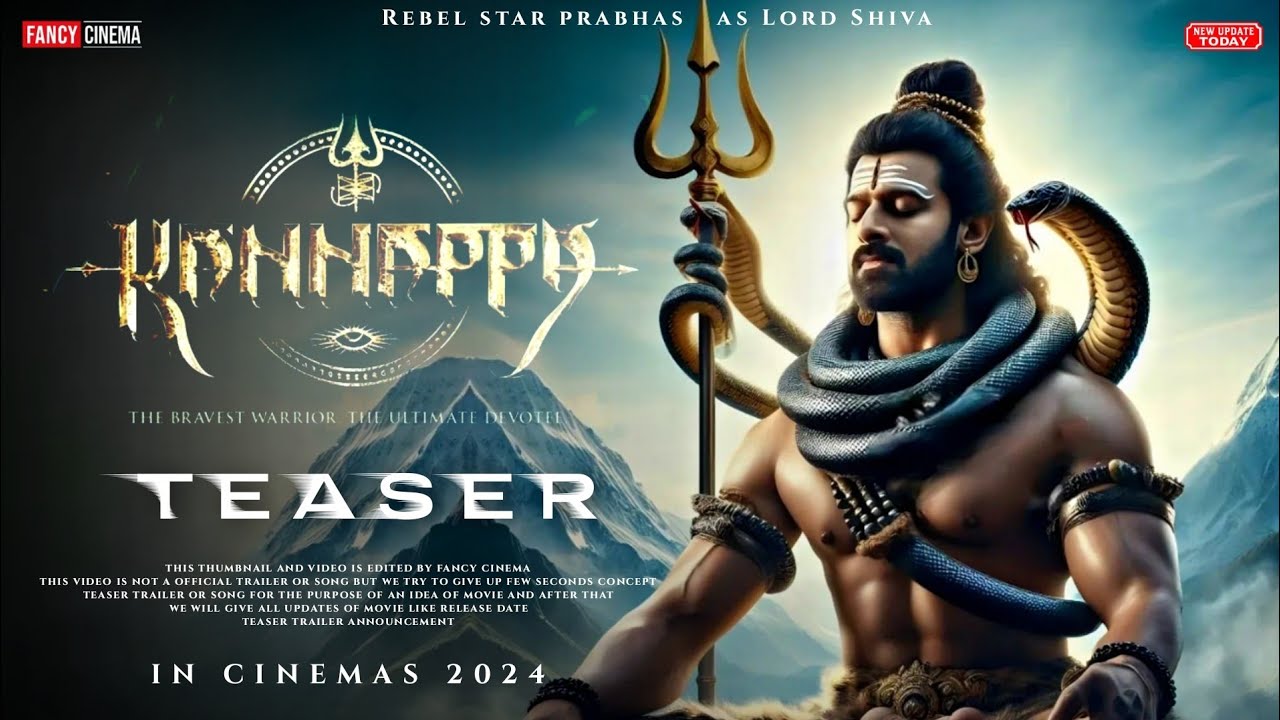 Rebel star prabhas as Lord Shiva
FANCY CINEMA
NEW UPDATE
TODAY
KANNAPPA
THE BRAVEST WARRIOR. THE ULTIMATE DEVOTEE
TEASER
THIS THUMBNAIL AND VIDEO IS EDITED BY FANCY CINEMA
THIS VIDEO IS NOT A OFFICIAL TRAILER OR SONG BUT WE TRY TO GIVE UP FEW SECONDS CONCEPT
TEASER TRAILER OR SONG FOR THE PURPOSE OF AN IDEA OF MOVIE AND AFTER THAT
WE WILL GIVE ALL UPDATES OF MOVIE LIKE RELEASE DATE
TEASER TRAILER ANNOUNCEMENT
IN CINEMAS 2024